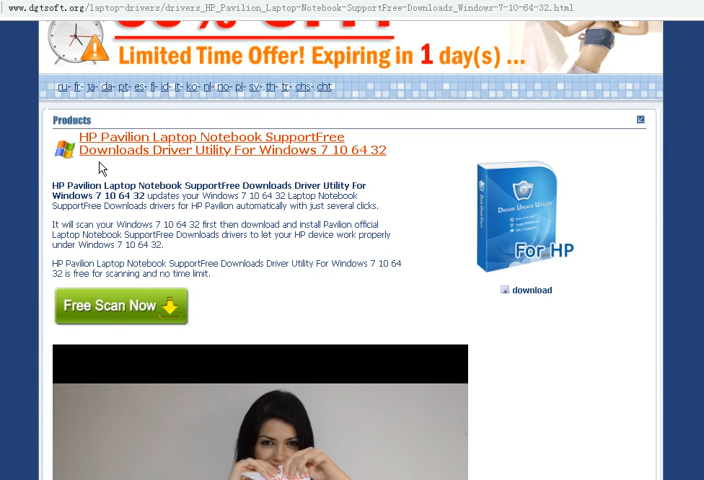 www.dgtsoft.org/laptop-drivers/drivers_HP_Pavilion_Laptop-Notebook-SupportFree-Downloads_Windows-7-10-64-32.html
Limited Time Offer! Expiring in 1 day(s) ...
ru- fr- ja- da- pt- es- fi- id- it- ko- nl- no- pl- sv- th- tr- chs- cht
Products
HP Pavilion Laptop Notebook SupportFree
Downloads Driver Utility For Windows 7 10 64 32
HP Pavilion Laptop Notebook SupportFree Downloads Driver Utility For
Windows 7 10 64 32 updates your Windows 7 10 64 32 Laptop Notebook
SupportFree Downloads drivers for HP Pavilion automatically with just several clicks.
It will scan your Windows 7 10 64 32 first then download and install Pavilion official
Laptop Notebook SupportFree Downloads drivers to let your HP device work properly
under Windows 7 10 64 32.
HP Pavilion Laptop Notebook SupportFree Downloads Driver Utility For Windows 7 10 64
32 is free for scanning and no time limit.
Free Scan Now
DRIVER UPDATE UTILITY
For HP
download